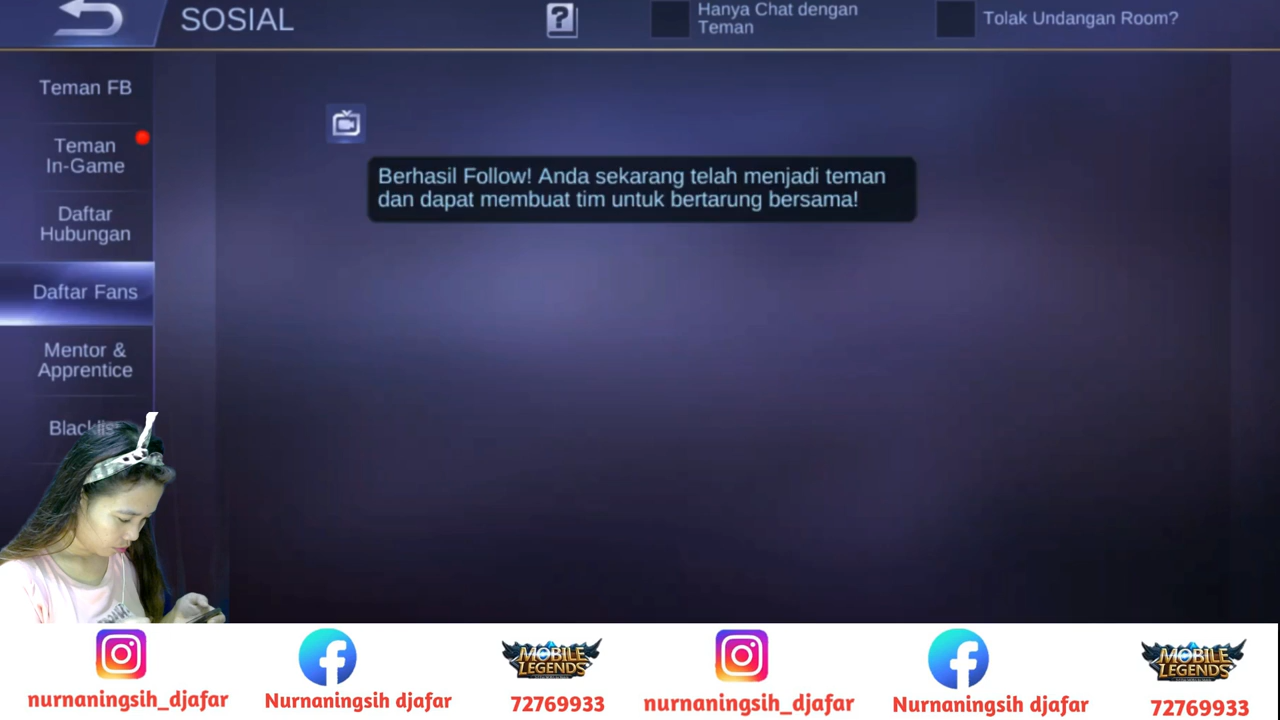 SOSIAL
?
Hanya Chat dengan
Teman
Tolak Undangan Room?
Teman FB
Teman
In-Game
Daftar
Hubungan
Daftar Fans
Mentor &
Apprentice
Berhasil Follow! Anda sekarang telah menjadi teman
dan dapat membuat tim untuk bertarung bersama!
nurnaningsih_djafar
Nurnaningsih djafar
MOBILE
LEGENDS
72769933
nurnaningsih_djafar
Nurnaningsih djafar
MOBILE
LEGENDS
72769933